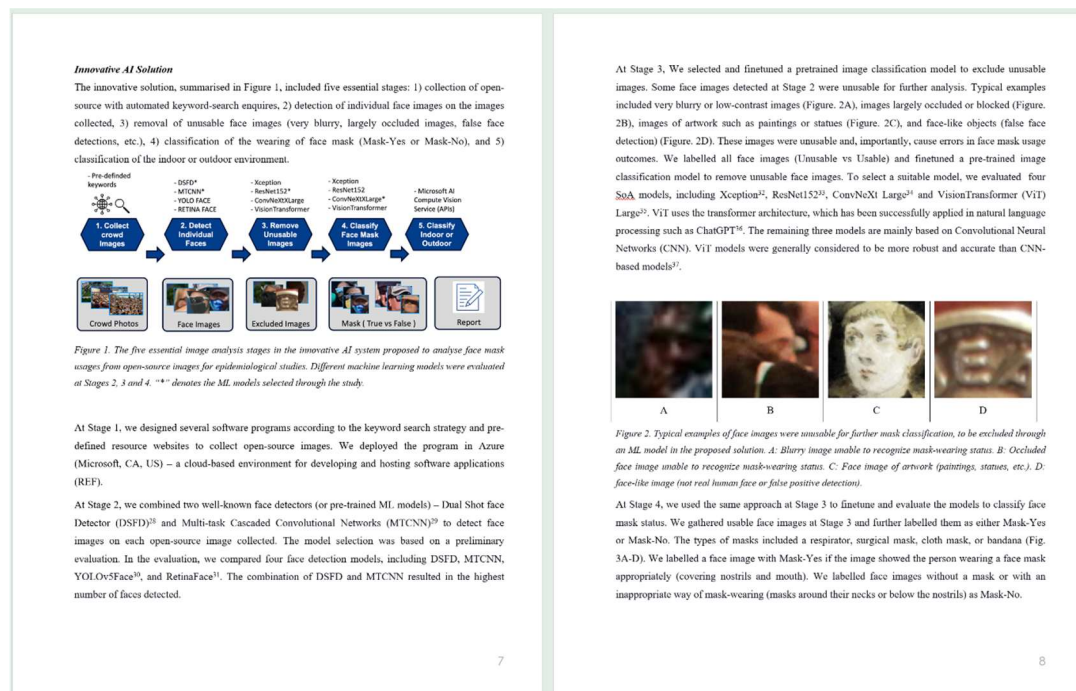 Innovative AI Solution
The innovative solution, summarised in Figure 1, included five essential stages: 1) collection of open-
source with automated keyword-search enquires, 2) detection of individual face images on the images
collected, 3) removal of unusable face images (very blurry, largely occluded images, false face
detections, etc.), 4) classification of the wearing of face mask (Mask-Yes or Mask-No), and 5)
classification of the indoor or outdoor environment.
- Pre-definded
keywords
- DSFD*
- MTCNN*
- YOLO FACE
- RETINA FACE
- Xception
- ResNet152*
- ConvNeXtXLarge
- VisionTransformer
- Xception
- ResNet152
- ConvNeXtXLarge*
- VisionTransformer
- Microsoft AI
Compute Vision
Service (APIs)
1. Collect
crowd
Images
2. Detect
Individual
Faces
3. Remove
Unusable
Images
4. Classify
Face Mask
Images
5. Classify
Indoor or
Outdoor
Crowd Photos
Face Images
Excluded Images
Mask ( True vs False )
Report
Figure 1. The five essential image analysis stages in the innovative AI system proposed to analyse face mask
usages from open-source images for epidemiological studies. Different machine learning models were evaluated
at Stages 2, 3 and 4. "*" denotes the ML models selected through the study.
At Stage 1, we designed several software programs according to the keyword search strategy and pre-
defined resource websites to collect open-source images. We deployed the program in Azure
(Microsoft, CA, US) – a cloud-based environment for developing and hosting software applications
(REF).
At Stage 2, we combined two well-known face detectors (or pre-trained ML models) – Dual Shot face
Detector (DSFD)28 and Multi-task Cascaded Convolutional Networks (MTCNN)29 to detect face
images on each open-source image collected. The model selection was based on a preliminary
evaluation. In the evaluation, we compared four face detection models, including DSFD, MTCNN,
YOLOv5Face30, and RetinaFace31. The combination of DSFD and MTCNN resulted in the highest
number of faces detected.
7
At Stage 3, We selected and finetuned a pretrained image classification model to exclude unusable
images. Some face images detected at Stage 2 were unusable for further analysis. Typical examples
included very blurry or low-contrast images (Figure. 2A), images largely occluded or blocked (Figure.
2B), images of artwork such as paintings or statues (Figure. 2C), and face-like objects (false face
detection) (Figure. 2D). These images were unusable and, importantly, cause errors in face mask usage
outcomes. We labelled all face images (Unusable vs Usable) and finetuned a pre-trained image
classification model to remove unusable face images. To select a suitable model, we evaluated four
SoA models, including Xception32, ResNet15233, ConvNeXt Large34 and VisionTransformer (ViT)
Large35. ViT uses the transformer architecture, which has been successfully applied in natural language
processing such as ChatGPT36. The remaining three models are mainly based on Convolutional Neural
Networks (CNN). ViT models were generally considered to be more robust and accurate than CNN-
based models37.
A
B
C
D
Figure 2. Typical examples of face images were unusable for further mask classification, to be excluded through
an ML model in the proposed solution. A: Blurry image unable to recognize mask-wearing status. B: Occluded
face image unable to recognize mask-wearing status. C: Face image of artwork (paintings, statues, etc.). D:
face-like image (not real human face or false positive detection).
At Stage 4, we used the same approach at Stage 3 to finetune and evaluate the models to classify face
mask status. We gathered usable face images at Stage 3 and further labelled them as either Mask-Yes
or Mask-No. The types of masks included a respirator, surgical mask, cloth mask, or bandana (Fig.
3A-D). We labelled a face image with Mask-Yes if the image showed the person wearing a face mask
appropriately (covering nostrils and mouth). We labelled face images without a mask or with an
inappropriate way of mask-wearing (masks around their necks or below the nostrils) as Mask-No.
8